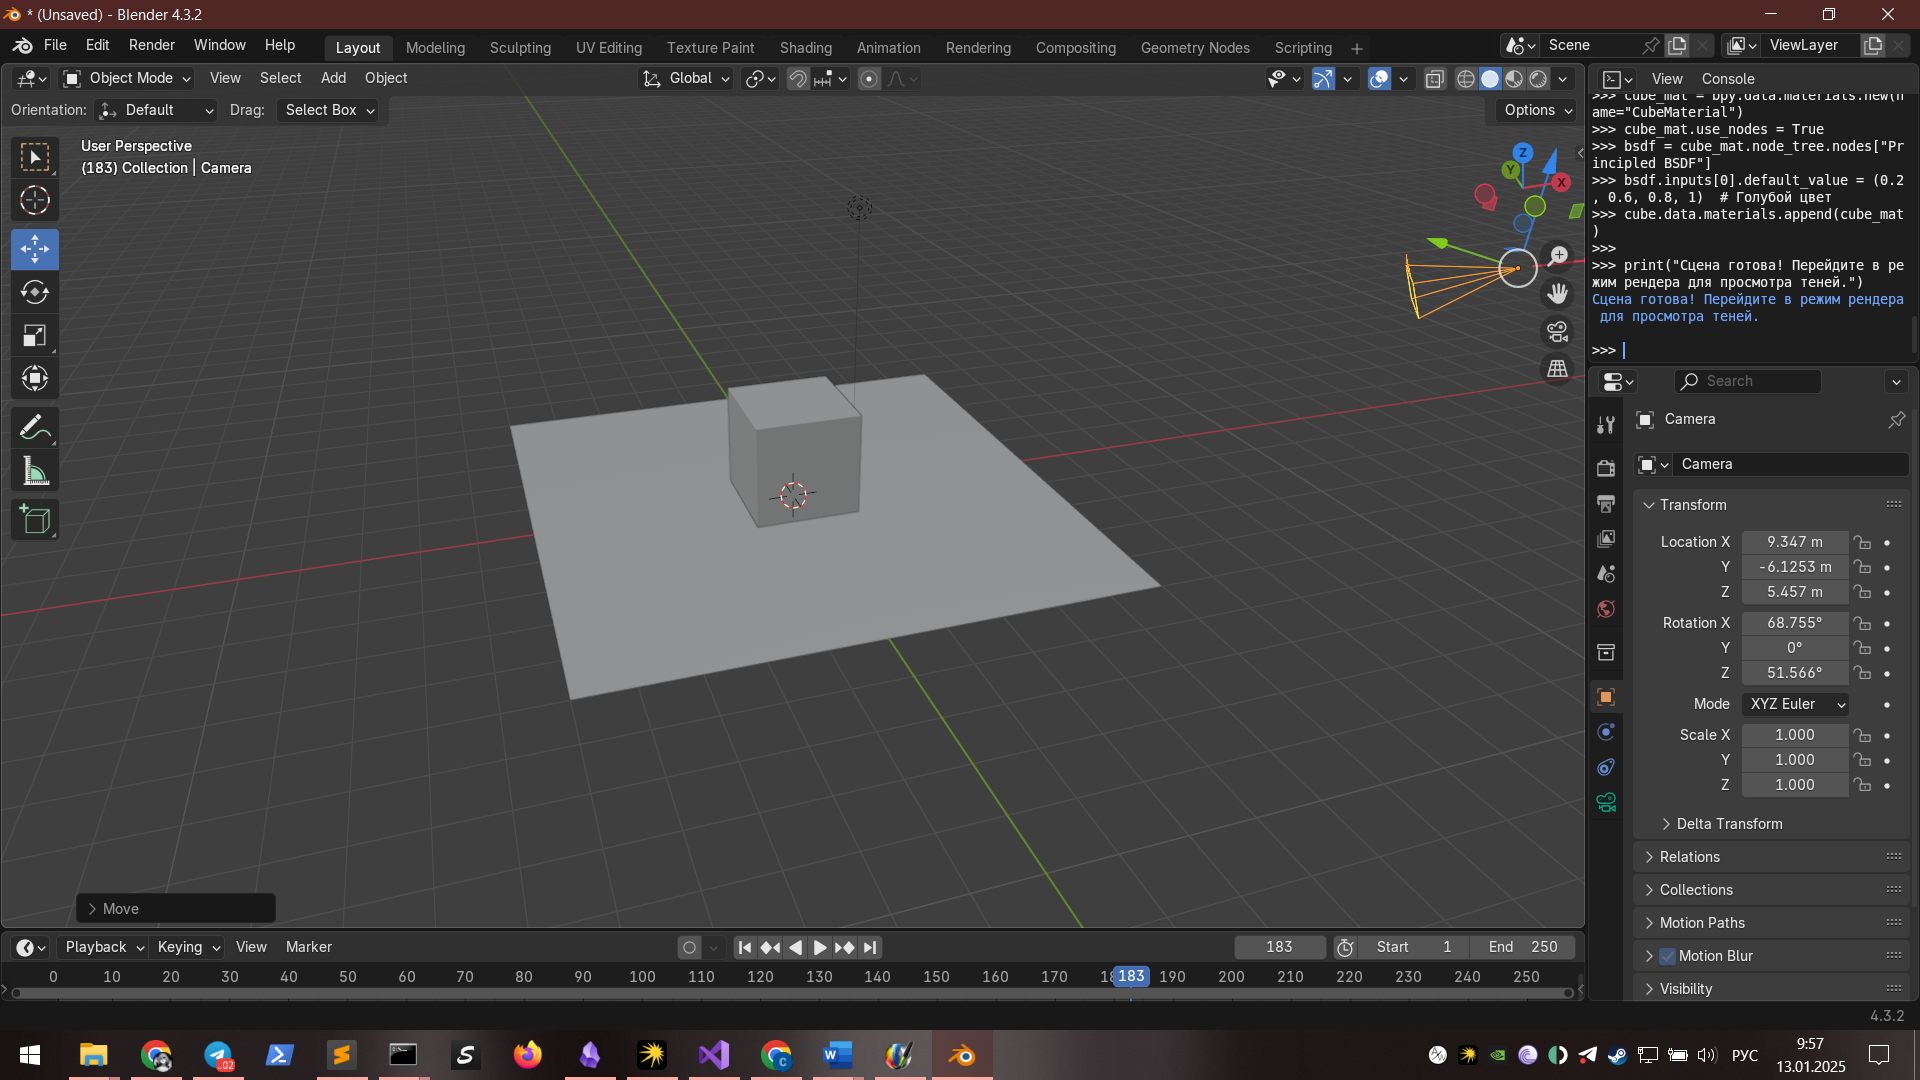 * (Unsaved) - Blender 4.3.2
File Edit Render Window Help
Layout Modeling Sculpting UV Editing Texture Paint Shading Animation Rendering Compositing Geometry Nodes Scripting +
Scene
ViewLayer
Object Mode View Select Add Object
Global
Orientation: Default Drag: Select Box
Options
User Perspective
(183) Collection | Camera
Z
Y
X
View Console
>>> cube_mat = bpy.data.materials.new(n
ame="CubeMaterial")
>>> cube_mat.use_nodes = True
>>> bsdf = cube_mat.node_tree.nodes["Pr
incipled BSDF"]
>>> bsdf.inputs[0].default_value = (0.2
, 0.6, 0.8, 1)  # Голубой цвет
>>> cube.data.materials.append(cube_mat
)
>>>
>>> print("Сцена готова! Перейдите в ре
жим рендера для просмотра теней.")
Сцена готова! Перейдите в режим рендера
для просмотра теней.
>>>
Search
Camera
Camera
Transform
Location X 9.347 m
Y -6.1253 m
Z 5.457 m
Rotation X 68.755°
Y 0°
Z 51.566°
Mode XYZ Euler
Scale X 1.000
Y 1.000
Z 1.000
Delta Transform
Relations
Collections
Motion Paths
Motion Blur
Visibility
Move
Playback Keying View Marker
183
Start 1
End 250
0 10 20 30 40 50 60 70 80 90 100 110 120 130 140 150 160 170 183 190 200 210 220 230 240 250
4.3.2
..02
РУС
9:57
13.01.2025